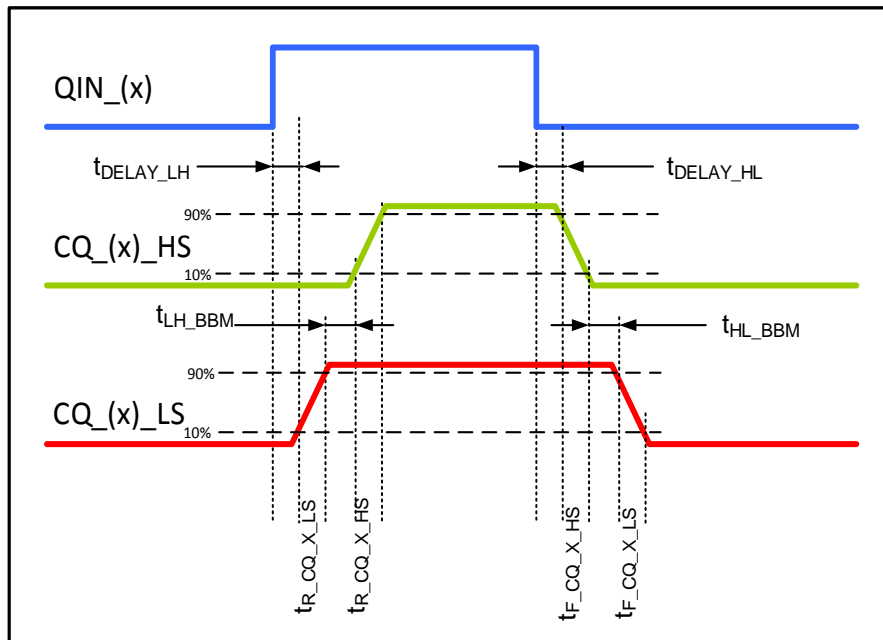 QIN_(x)
tDELAY_LH
tDELAY_HL
90%
CQ_(x)_HS
10%
tLH_BBM
tHL_BBM
90%
CQ_(x)_LS
10%
tR_CQ_X_LS
tR_CQ_X_HS
tF_CQ_X_HS
tF_CQ_X_LS